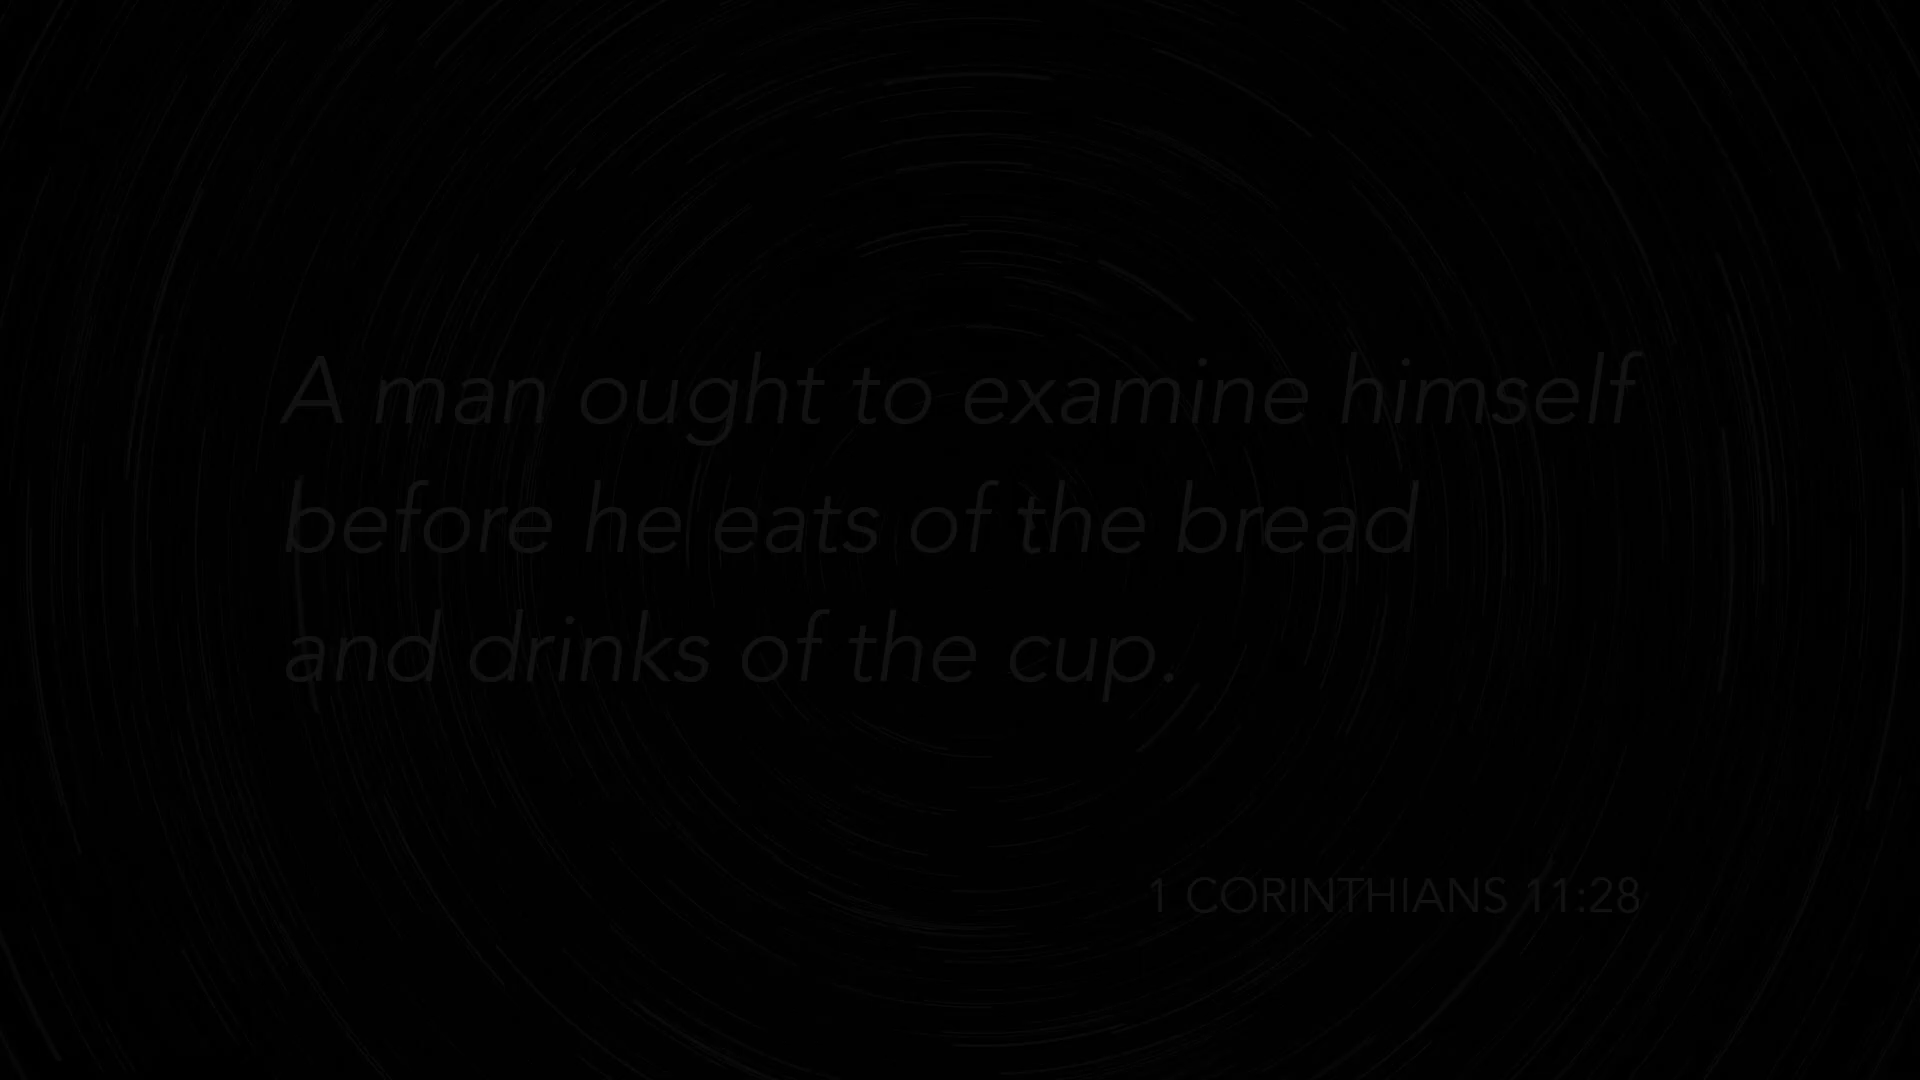 A man ought to examine himself
before he eats of the bread
and drinks of the cup.
1 CORINTHIANS 11:28